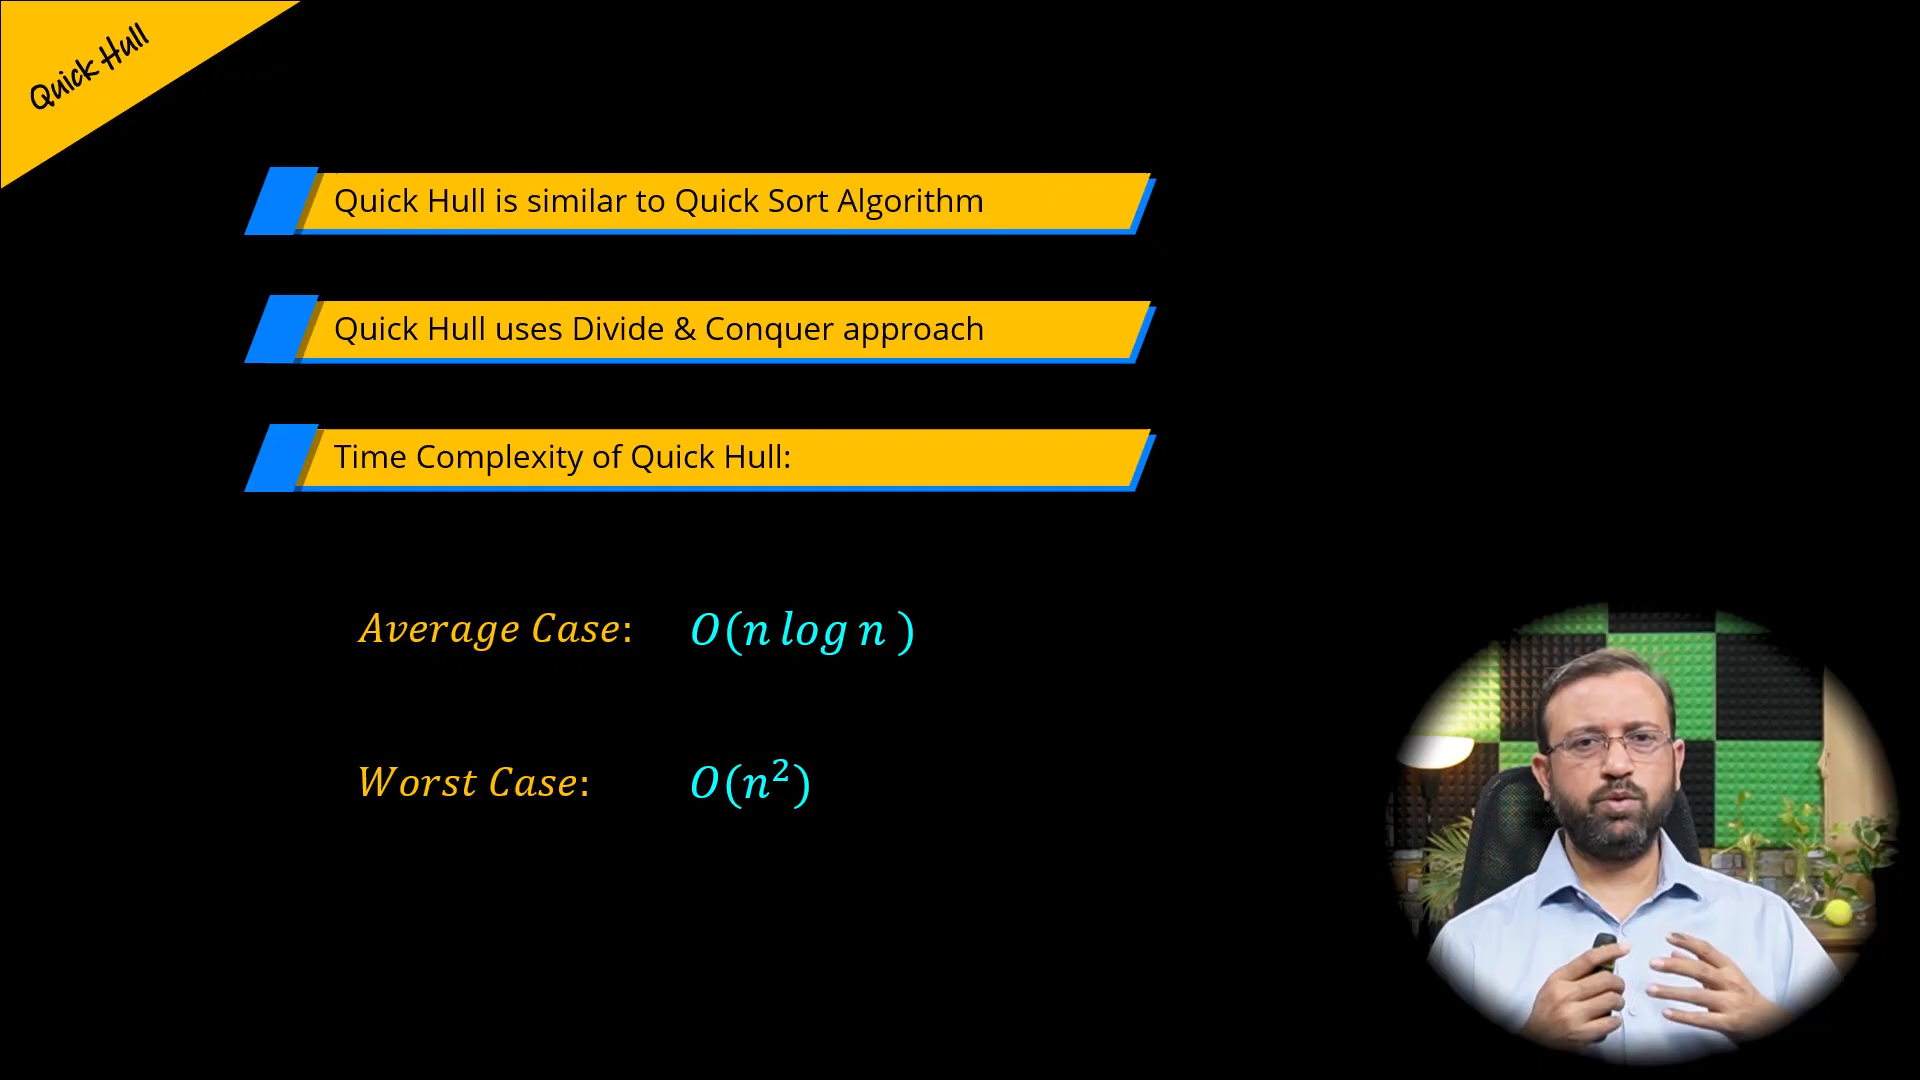 Quick Hull
Quick Hull is similar to Quick Sort Algorithm
Quick Hull uses Divide & Conquer approach
Time Complexity of Quick Hull:
Average Case: O(n log n )
Worst Case: O(n²)